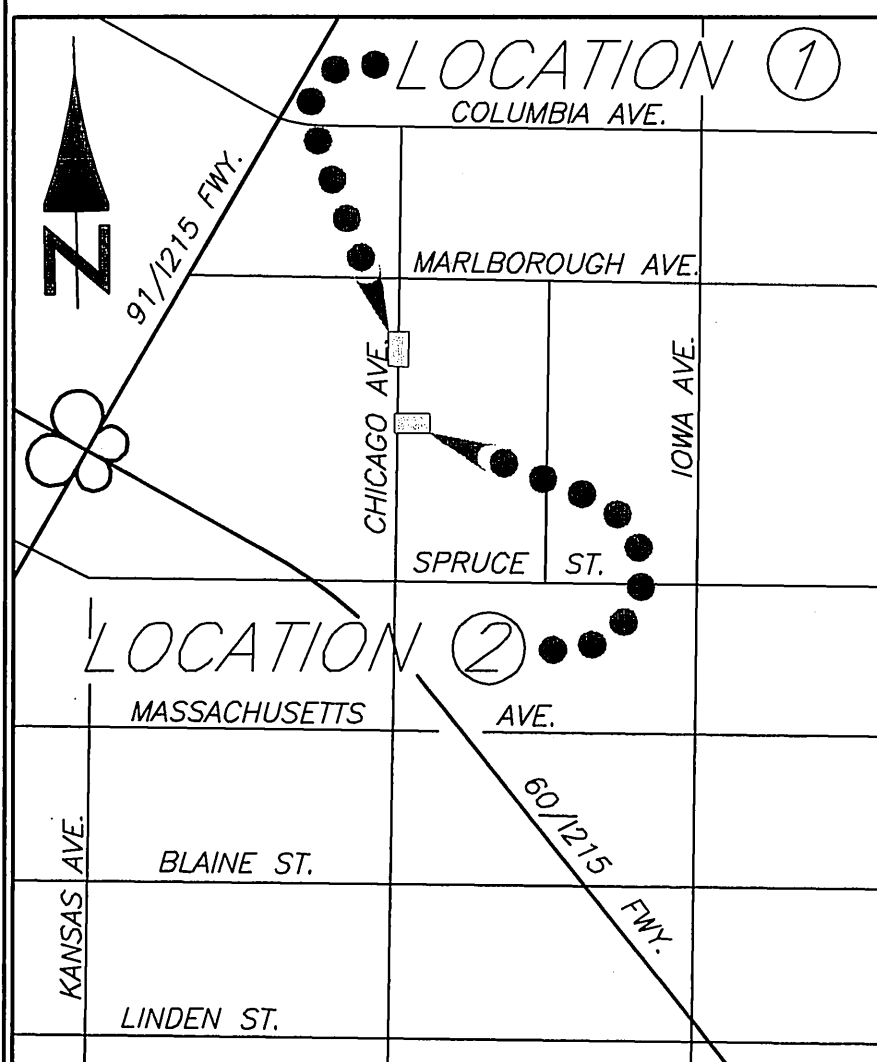 LOCATION 1
COLUMBIA AVE.
N
91/I215 FWY.
MARLBOROUGH AVE.
CHICAGO AVE.
IOWA AVE.
SPRUCE ST.
LOCATION 2
MASSACHUSETTS AVE.
60/I215 FWY.
KANSAS AVE.
BLAINE ST.
LINDEN ST.